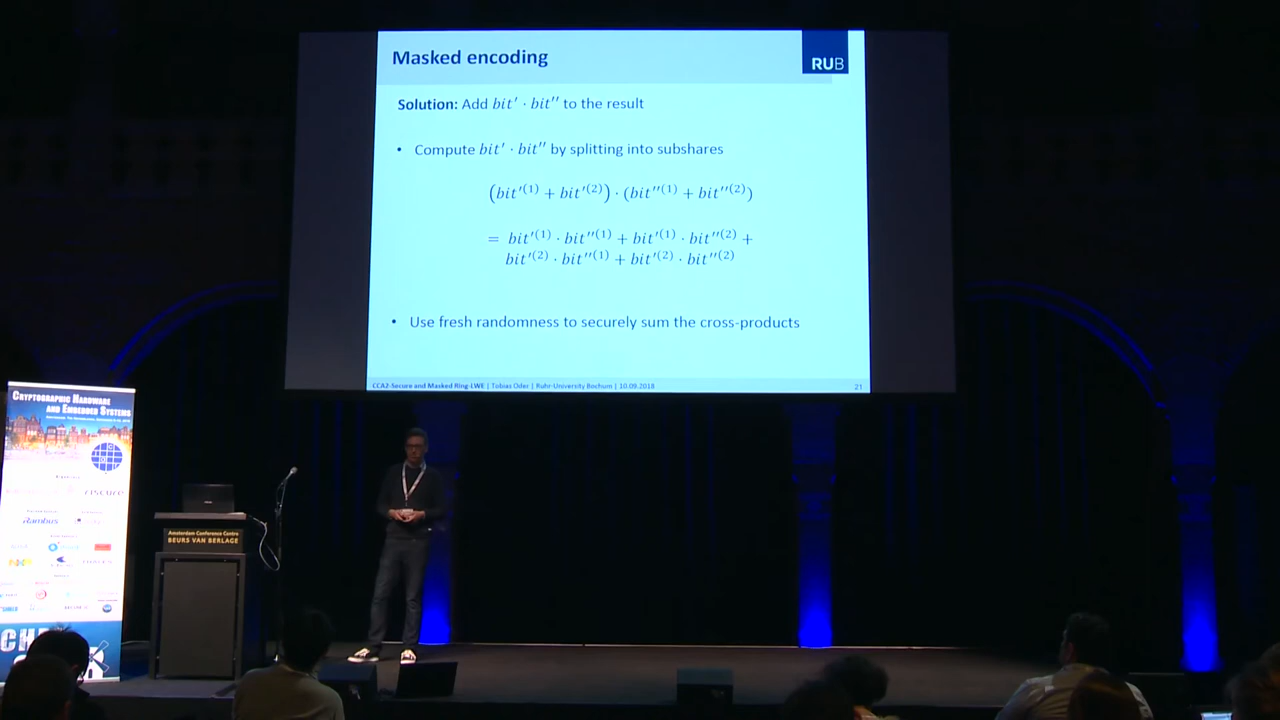 Masked encoding
RUB
Solution: Add bit′ · bit′′ to the result
• Compute bit′ · bit′′ by splitting into subshares
(bit′⁽¹⁾ + bit′⁽²⁾) · (bit′′⁽¹⁾ + bit′′⁽²⁾)
= bit′⁽¹⁾ · bit′′⁽¹⁾ + bit′⁽¹⁾ · bit′′⁽²⁾ +
bit′⁽²⁾ · bit′′⁽¹⁾ + bit′⁽²⁾ · bit′′⁽²⁾
• Use fresh randomness to securely sum the cross-products
CCA2-Secure and Masked Ring-LWE | Tobias Oder | Ruhr-University Bochum | 10.09.2018
21
Cryptographic Hardware
and Embedded Systems
riscure
Rambus
Amsterdam Conference Centre
BEURS VAN BERLAGE